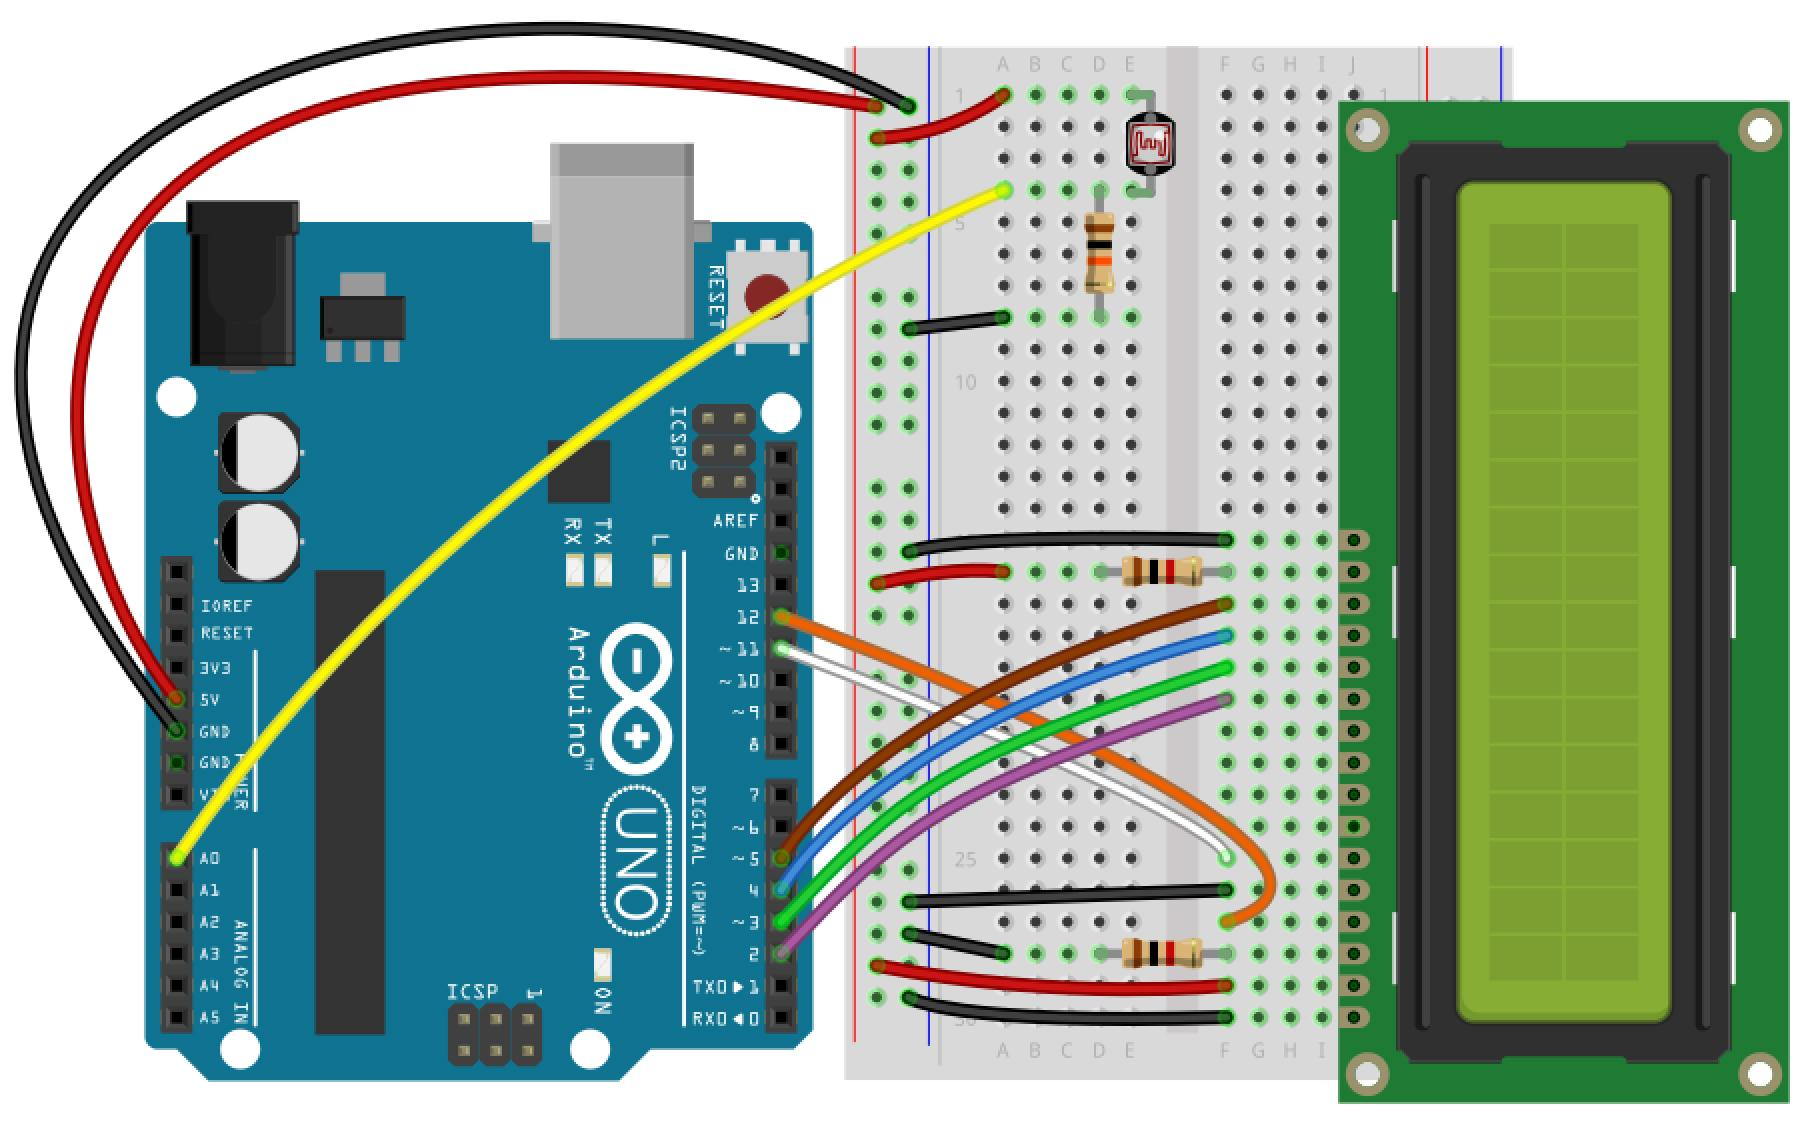 A B C D E F G H I J
1 1
5
10
25
30
A B C D E F G H I
RESET
ICSP2
AREF
GND
RX TX L
13
IOREF
12
RESET
~11
3V3
~10
5V
~9
GND
8
GND
POWER
Arduino™
UNO
DIGITAL (PWM=~)
7
~6
A0
~5
A1
4
A2
~3
A3
2
A4
TX0▶1
A5
RX0◀0
ANALOG IN
ICSP 1
ON